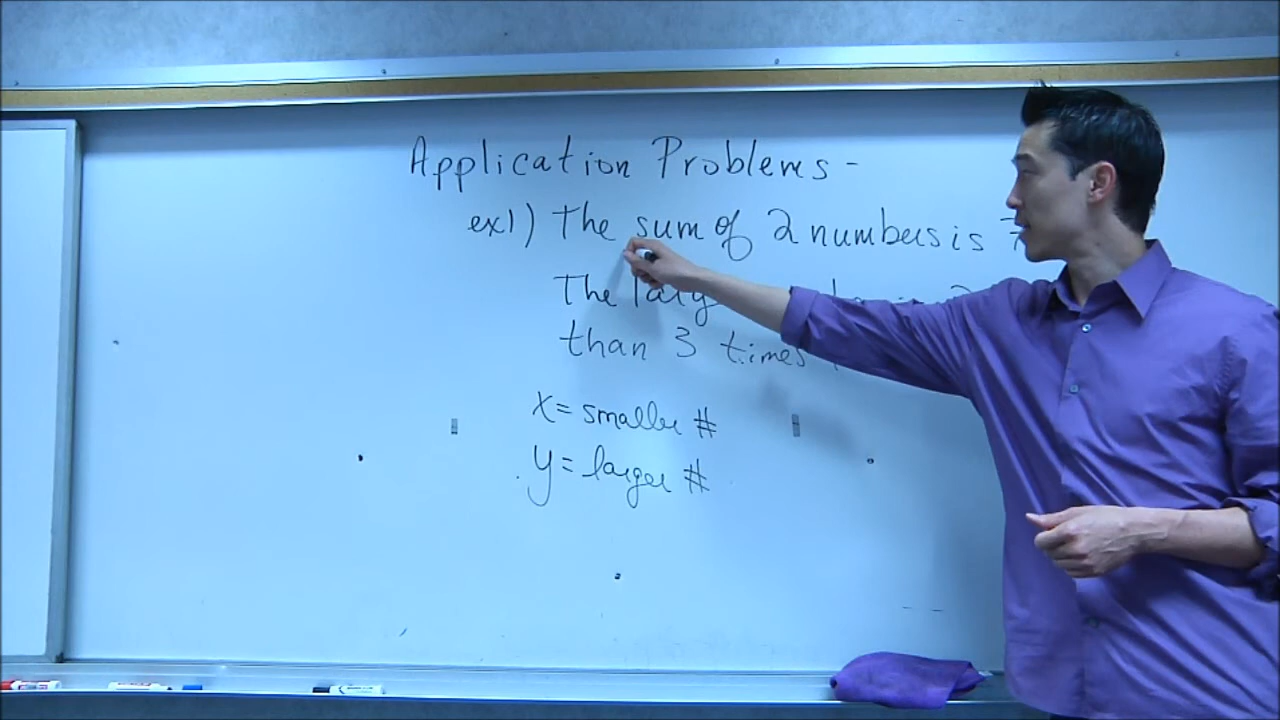 Application Problems -
ex1) The sum of 2 numbers is
The
than 3 times
x = smaller #
y = larger #